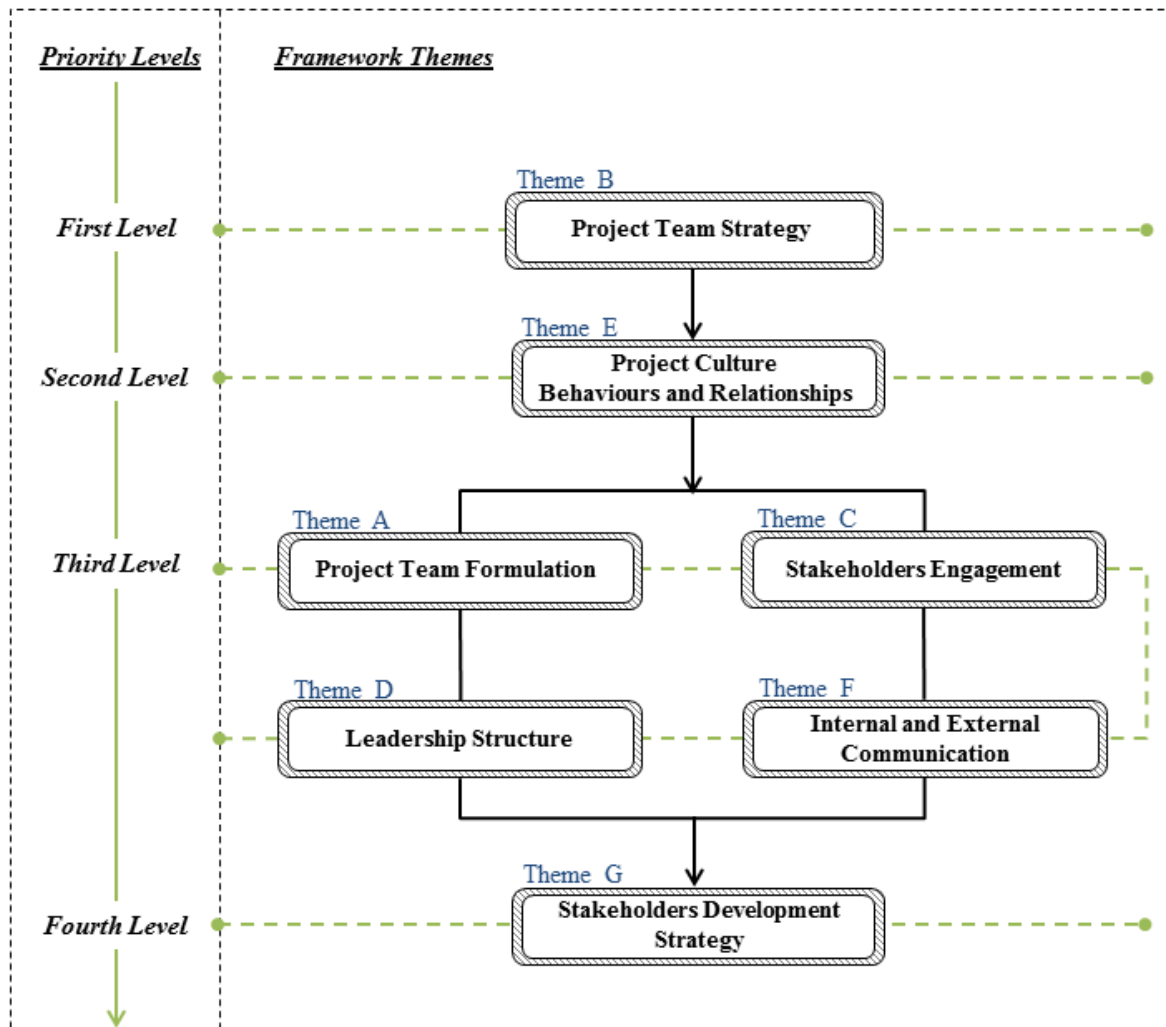 Priority Levels
Framework Themes
Theme B
First Level
Project Team Strategy
Theme E
Second Level
Project Culture
Behaviours and Relationships
Theme A
Theme C
Third Level
Project Team Formulation
Stakeholders Engagement
Theme D
Theme F
Leadership Structure
Internal and External
Communication
Theme G
Fourth Level
Stakeholders Development
Strategy